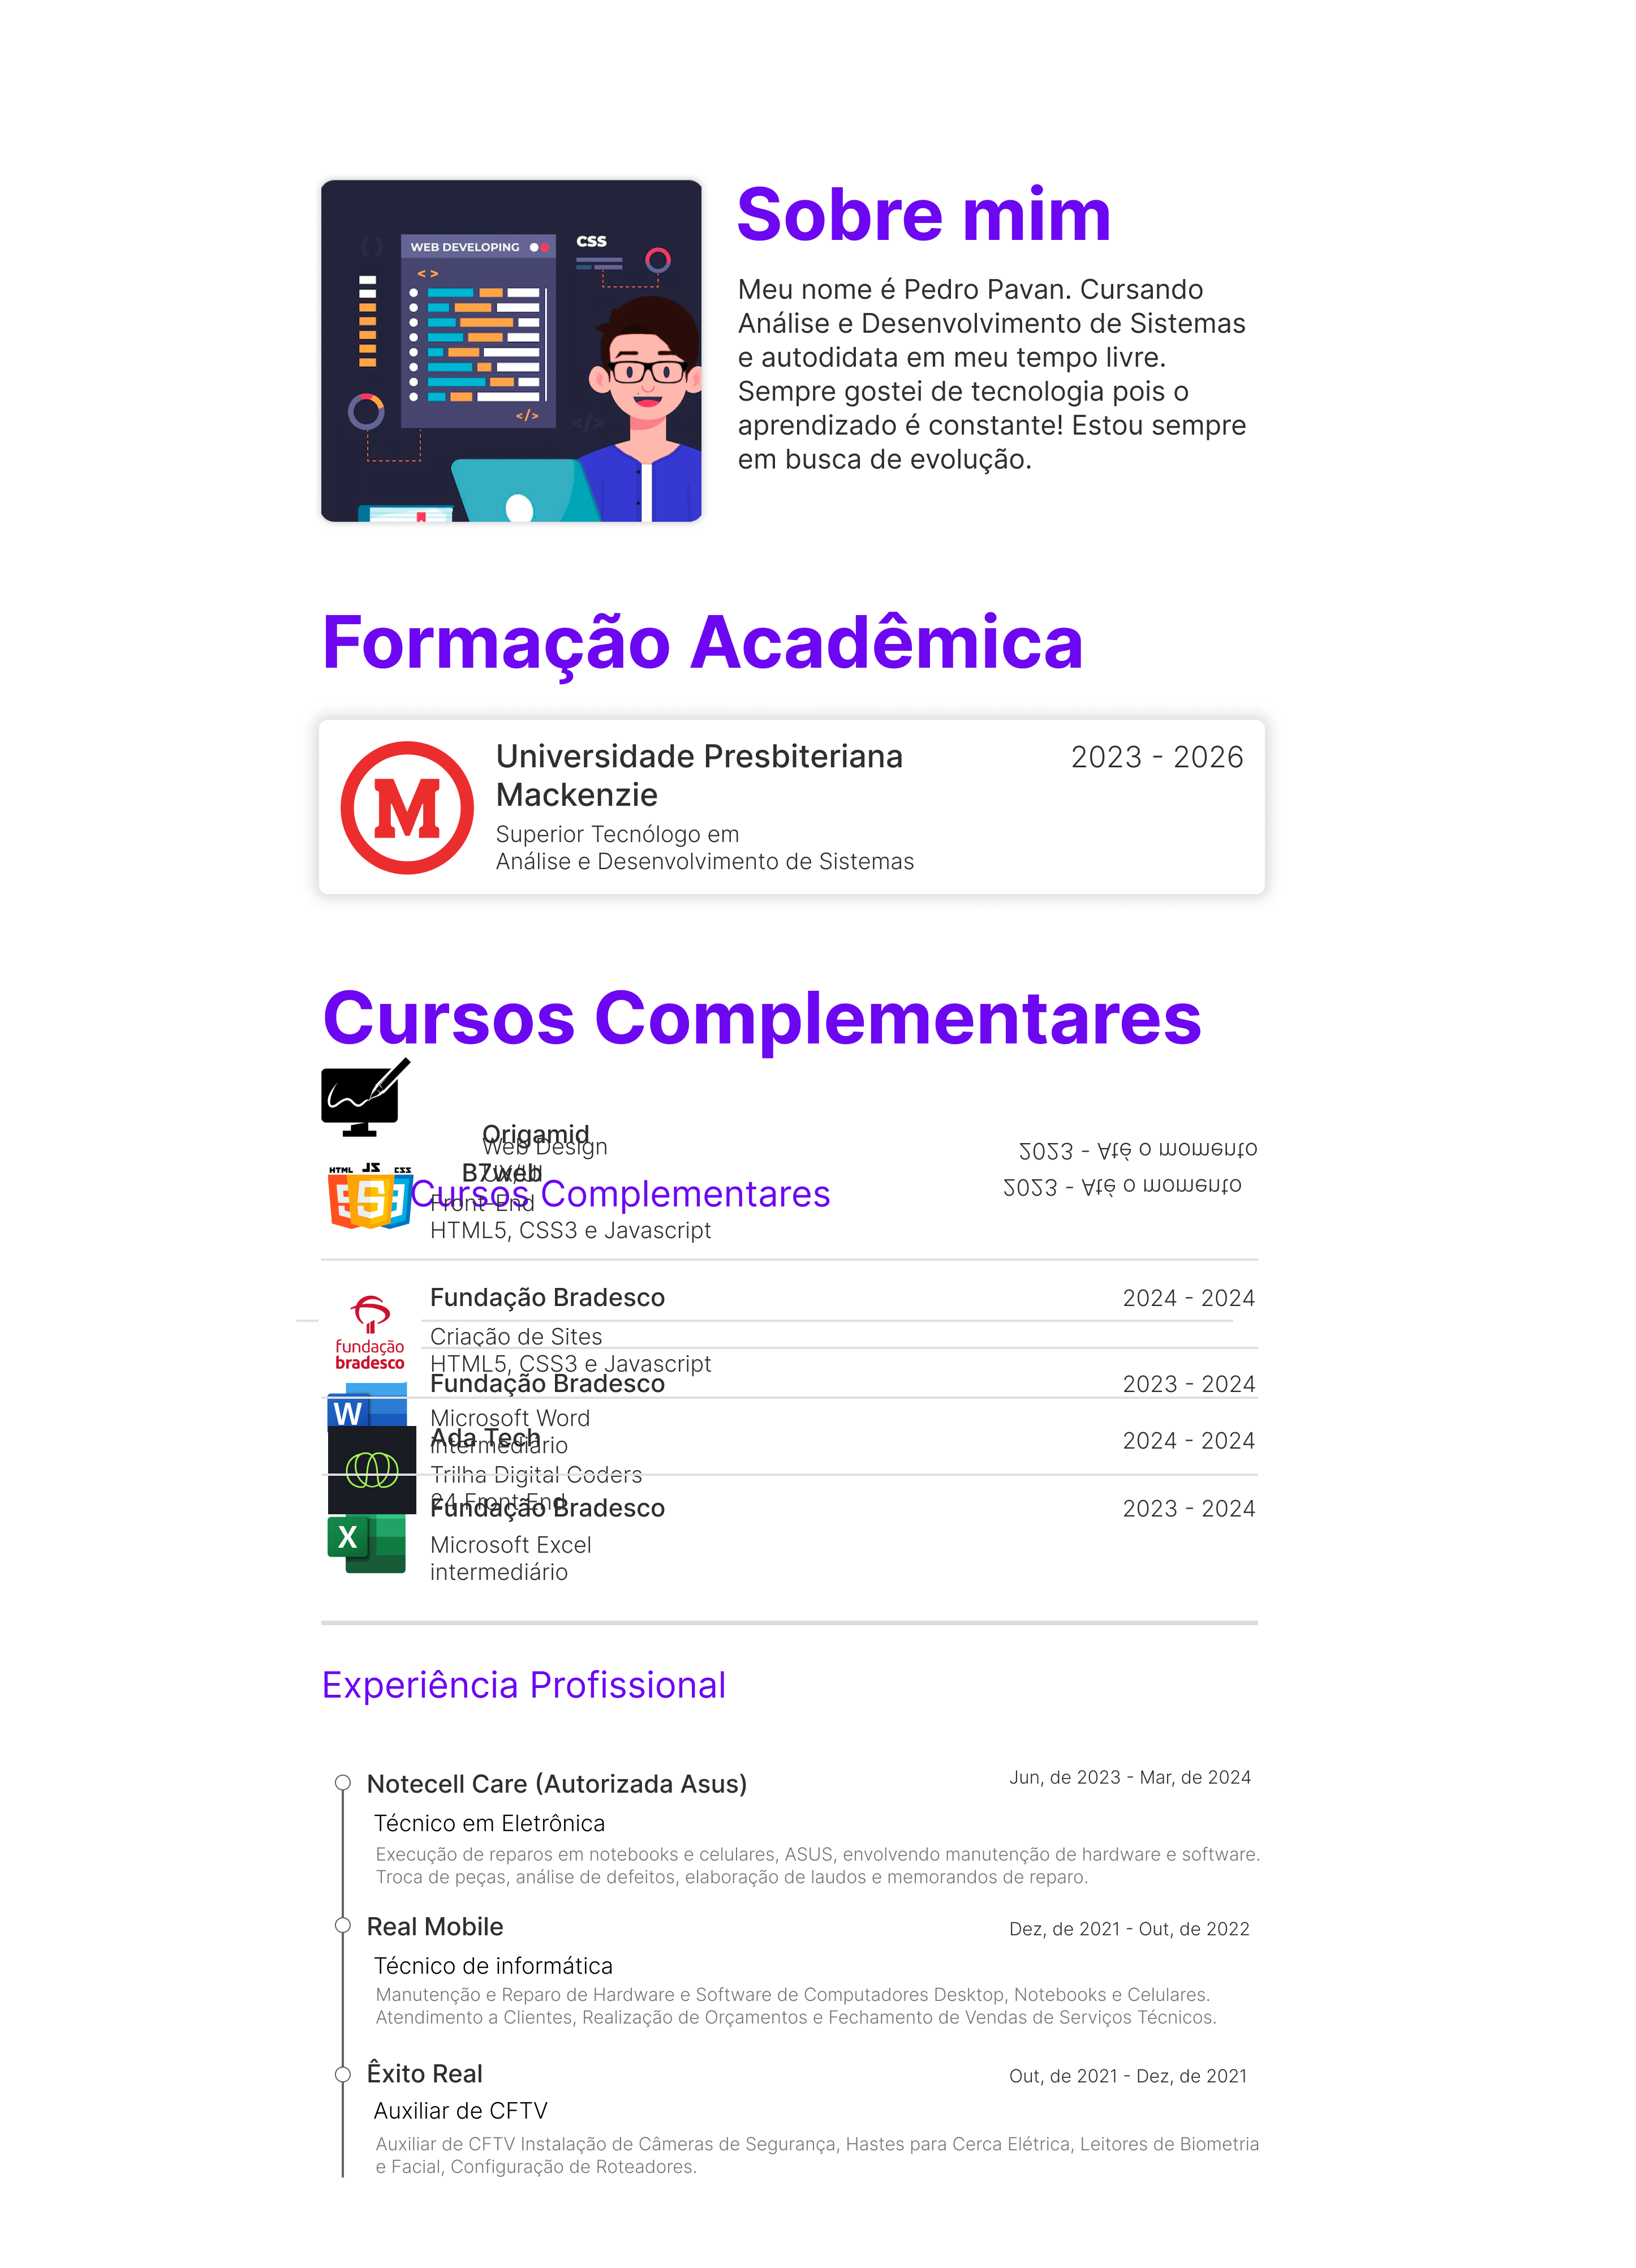 WEB DEVELOPING
CSS
< >
</>
</>
{ }
Sobre mim
Meu nome é Pedro Pavan. Cursando
Análise e Desenvolvimento de Sistemas
e autodidata em meu tempo livre.
Sempre gostei de tecnologia pois o
aprendizado é constante! Estou sempre
em busca de evolução.
Formação Acadêmica
M
Universidade Presbiteriana
Mackenzie
2023 - 2026
Superior Tecnólogo em
Análise e Desenvolvimento de Sistemas
Cursos Complementares
Origamid
Web Design
UX/UI
2023 - Até o momento
HTML JS CSS
5 5 3
B7web
2023 - Até o momento
Cursos Complementares
Front-End
HTML5, CSS3 e Javascript
Fundação Bradesco
2024 - 2024
fundação
bradesco
Criação de Sites
HTML5, CSS3 e Javascript
Fundação Bradesco
2023 - 2024
W
Microsoft Word
intermediário
Ada Tech
2024 - 2024
Trilha Digital Coders
24 Front-End
Fundação Bradesco
2023 - 2024
X
Microsoft Excel
intermediário
Experiência Profissional
Notecell Care (Autorizada Asus)
Jun, de 2023 - Mar, de 2024
Técnico em Eletrônica
Execução de reparos em notebooks e celulares, ASUS, envolvendo manutenção de hardware e software.
Troca de peças, análise de defeitos, elaboração de laudos e memorandos de reparo.
Real Mobile
Dez, de 2021 - Out, de 2022
Técnico de informática
Manutenção e Reparo de Hardware e Software de Computadores Desktop, Notebooks e Celulares.
Atendimento a Clientes, Realização de Orçamentos e Fechamento de Vendas de Serviços Técnicos.
Êxito Real
Out, de 2021 - Dez, de 2021
Auxiliar de CFTV
Auxiliar de CFTV Instalação de Câmeras de Segurança, Hastes para Cerca Elétrica, Leitores de Biometria
e Facial, Configuração de Roteadores.